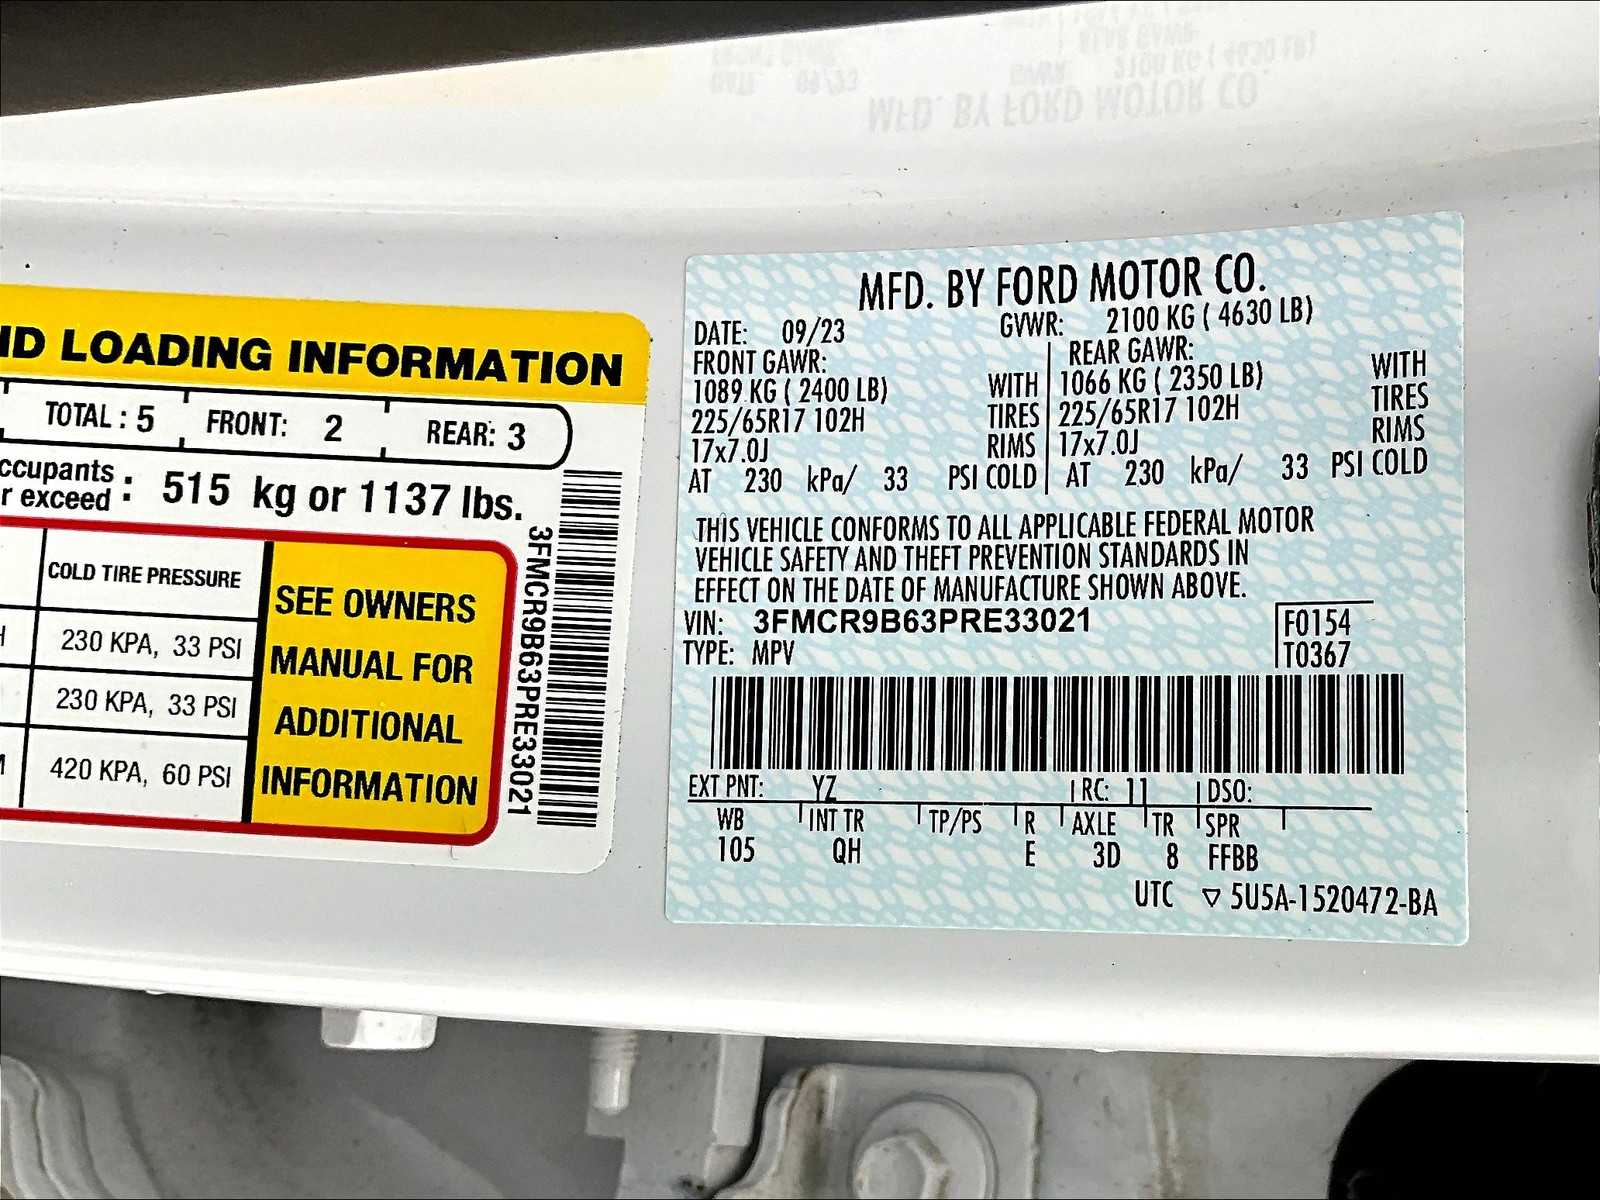 ND LOADING INFORMATION
TOTAL : 5 FRONT: 2 REAR: 3
ccupants
r exceed : 515 kg or 1137 lbs.
COLD TIRE PRESSURE
H 230 KPA, 33 PSI
230 KPA, 33 PSI
M 420 KPA, 60 PSI
SEE OWNERS
MANUAL FOR
ADDITIONAL
INFORMATION
3FMCR9B63PRE33021
MFD. BY FORD MOTOR CO.
DATE: 09/23 GVWR: 2100 KG ( 4630 LB)
FRONT GAWR: REAR GAWR:
1089 KG ( 2400 LB) WITH 1066 KG ( 2350 LB) WITH
225/65R17 102H TIRES 225/65R17 102H TIRES
17x7.0J RIMS 17x7.0J RIMS
AT 230 kPa/ 33 PSI COLD AT 230 kPa/ 33 PSI COLD
THIS VEHICLE CONFORMS TO ALL APPLICABLE FEDERAL MOTOR
VEHICLE SAFETY AND THEFT PREVENTION STANDARDS IN
EFFECT ON THE DATE OF MANUFACTURE SHOWN ABOVE.
VIN: 3FMCR9B63PRE33021 F0154
TYPE: MPV T0367
EXT PNT: YZ RC: 11 DSO:
WB INT TR TP/PS R AXLE TR SPR
105 QH E 3D 8 FFBB
UTC ▽ 5U5A-1520472-BA